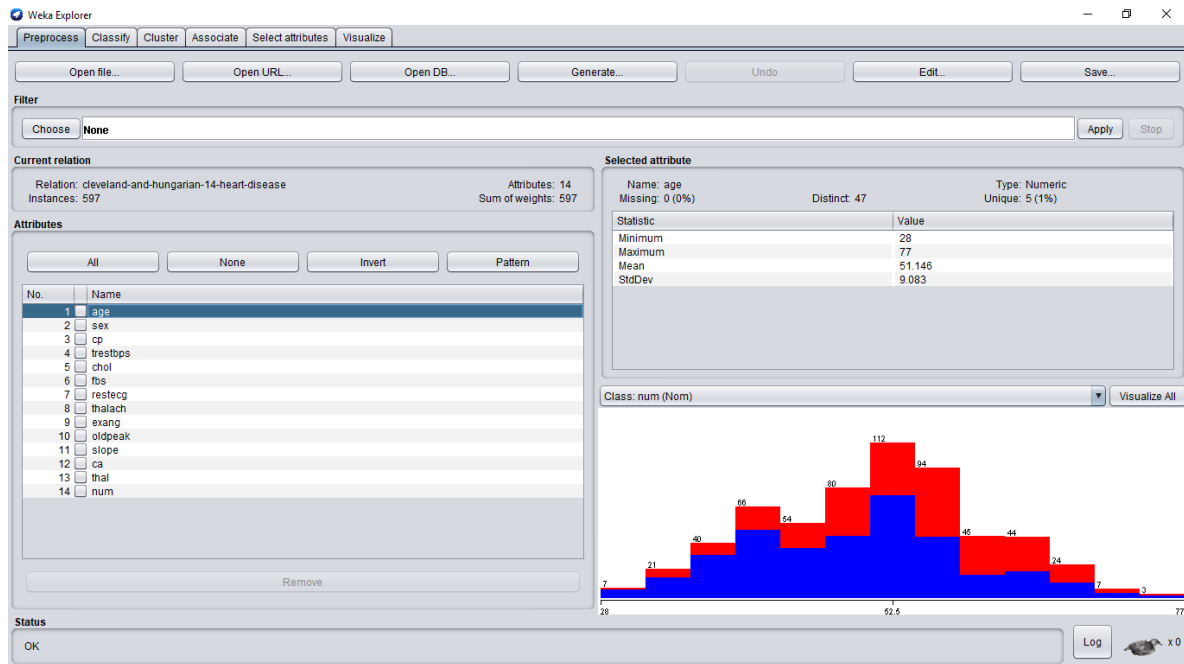 Weka Explorer
Preprocess Classify Cluster Associate Select attributes Visualize
Open file... Open URL... Open DB... Generate... Undo Edit... Save...
Filter
Choose None Apply Stop
Current relation
Relation: cleveland-and-hungarian-14-heart-disease Attributes: 14
Instances: 597 Sum of weights: 597
Attributes
All None Invert Pattern
No. Name
1 age
2 sex
3 cp
4 trestbps
5 chol
6 fbs
7 restecg
8 thalach
9 exang
10 oldpeak
11 slope
12 ca
13 thal
14 num
Remove
Selected attribute
Name: age Type: Numeric
Missing: 0 (0%) Distinct: 47 Unique: 5 (1%)
Statistic Value
Minimum 28
Maximum 77
Mean 51.146
StdDev 9.083
Class: num (Nom) Visualize All
7 21 40 66 54 80 112 94 45 44 24 7 3
28 52.5 77
Status
OK Log x 0